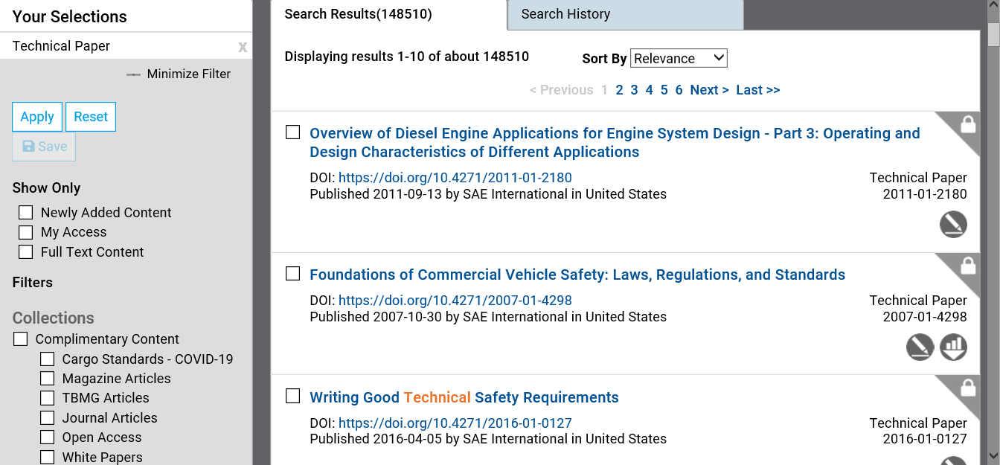 Your Selections
Technical Paper X
Minimize Filter
Apply Reset
Save
Show Only
Newly Added Content
My Access
Full Text Content
Filters
Collections
Complimentary Content
Cargo Standards - COVID-19
Magazine Articles
TBMG Articles
Journal Articles
Open Access
White Papers
Search Results(148510) Search History
Displaying results 1-10 of about 148510 Sort By Relevance
< Previous 1 2 3 4 5 6 Next > Last >>
Overview of Diesel Engine Applications for Engine System Design - Part 3: Operating and
Design Characteristics of Different Applications
DOI: https://doi.org/10.4271/2011-01-2180 Technical Paper
Published 2011-09-13 by SAE International in United States 2011-01-2180
Foundations of Commercial Vehicle Safety: Laws, Regulations, and Standards
DOI: https://doi.org/10.4271/2007-01-4298 Technical Paper
Published 2007-10-30 by SAE International in United States 2007-01-4298
Writing Good Technical Safety Requirements
DOI: https://doi.org/10.4271/2016-01-0127 Technical Paper
Published 2016-04-05 by SAE International in United States 2016-01-0127